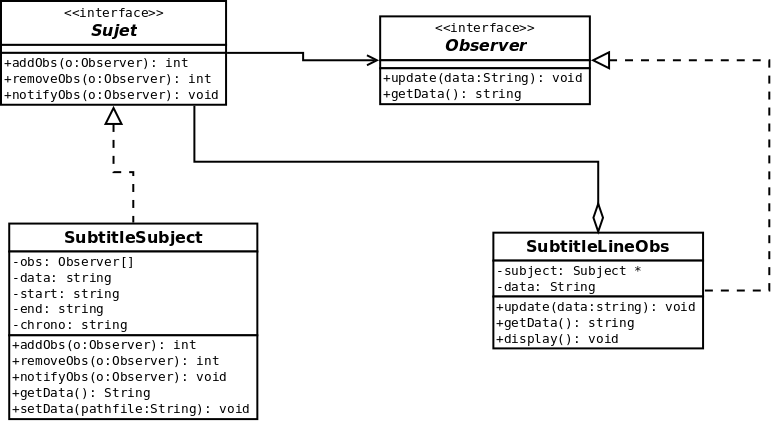 <<interface>>
Sujet
+addObs(o:Observer): int
+removeObs(o:Observer): int
+notifyObs(o:Observer): void
<<interface>>
Observer
+update(data:String): void
+getData(): string
SubtitleSubject
-obs: Observer[]
-data: string
-start: string
-end: string
-chrono: string
+addObs(o:Observer): int
+removeObs(o:Observer): int
+notifyObs(o:Observer): void
+getData(): String
+setData(pathfile:String): void
SubtitleLineObs
-subject: Subject *
-data: String
+update(data:string): void
+getData(): string
+display(): void